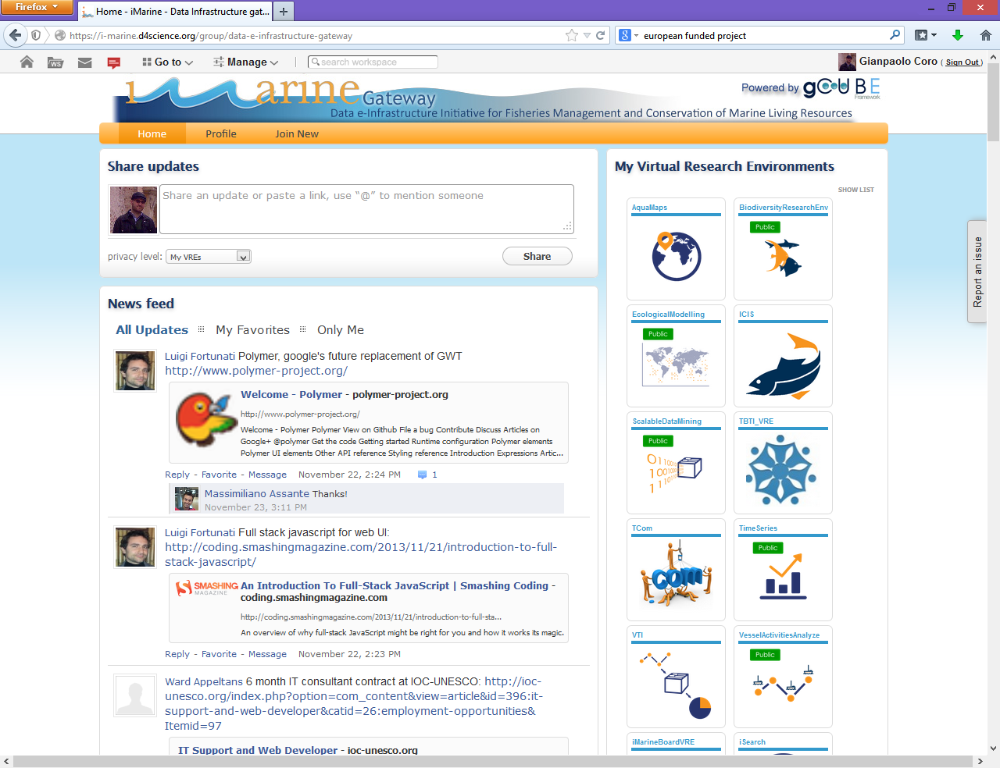 Firefox
Home - iMarine - Data Infrastructure gat...
https://i-marine.d4science.org/group/data-e-infrastructure-gateway
european funded project
WS
Go to
Manage
search workspace
Gianpaolo Coro ( Sign Out )
iMarine Gateway
Powered by gCUBE Framework
Data e-Infrastructure Initiative for Fisheries Management and Conservation of Marine Living Resources
Home
Profile
Join New
Share updates
Share an update or paste a link, use “@” to mention someone
privacy level:
My VREs
Share
News feed
All Updates
My Favorites
Only Me
Luigi Fortunati Polymer, google's future replacement of GWT
http://www.polymer-project.org/
Welcome - Polymer - polymer-project.org
http://www.polymer-project.org/
Welcome - Polymer Polymer View on Github File a bug Contribute Discuss Articles on
Google+ @polymer Get the code Getting started Runtime configuration Polymer elements
Polymer UI elements Other API reference Styling reference Introduction Expressions Artic...
Reply - Favorite - Message November 22, 2:24 PM 1
Massimiliano Assante Thanks!
November 23, 3:11 PM
Luigi Fortunati Full stack javascript for web UI:
http://coding.smashingmagazine.com/2013/11/21/introduction-to-full-
stack-javascript/
SMASHING
MAGAZINE
An Introduction To Full-Stack JavaScript | Smashing Coding -
coding.smashingmagazine.com
http://coding.smashingmagazine.com/2013/11/21/introduction-to-full-sta...
An overview of why full-stack JavaScript might be right for you and how it works its magic.
Reply - Favorite - Message November 22, 2:23 PM
Ward Appeltans 6 month IT consultant contract at IOC-UNESCO: http://ioc-
unesco.org/index.php?option=com_content&view=article&id=396:it-
support-and-web-developer&catid=26:employment-opportunities&
Itemid=97
IT Support and Web Developer - ioc-unesco.org
My Virtual Research Environments
SHOW LIST
AquaMaps
BiodiversityResearchEnv
Public
EcologicalModelling
Public
ICIS
ScalableDataMining
Public
TBTI_VRE
TCom
com
TimeSeries
Public
VTI
VesselActivitiesAnalyze
Public
iMarineBoardVRE
iSearch
Report an issue